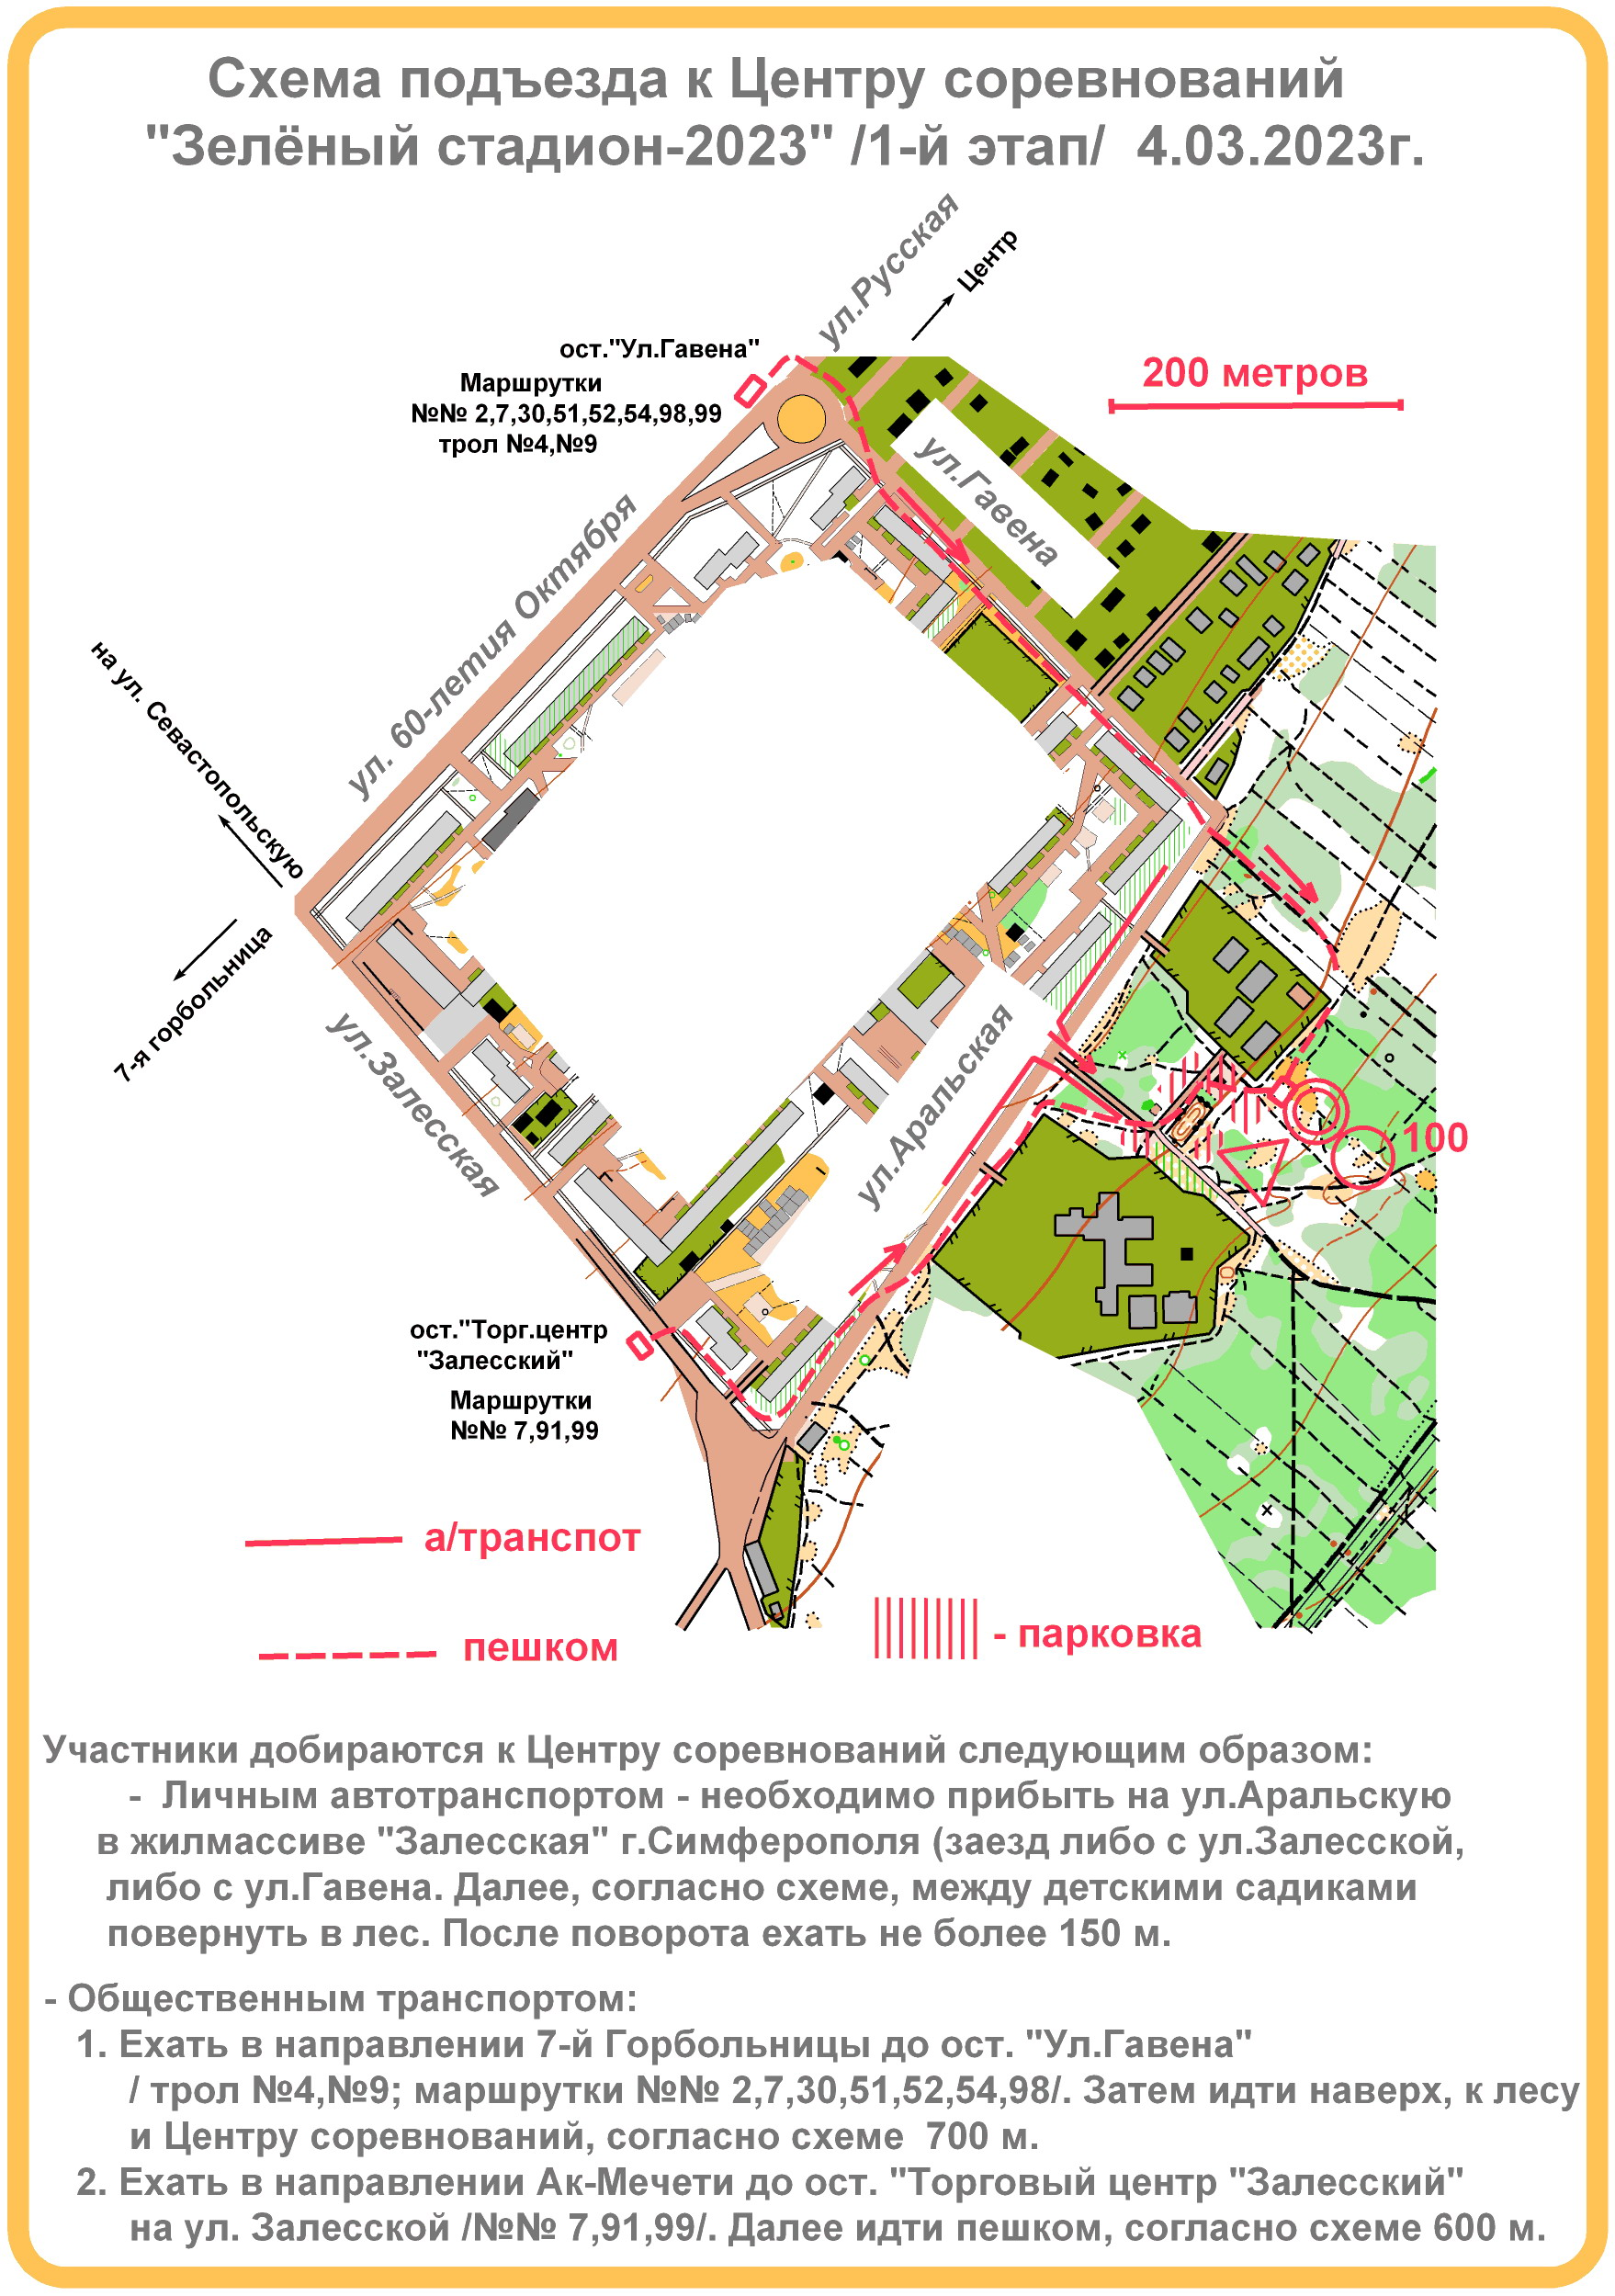 Схема подъезда к Центру соревнований
"Зелёный стадион-2023" /1-й этап/ 4.03.2023г.
ул.Русская
Центр
ост."Ул.Гавена"
Маршрутки
№№ 2,7,30,51,52,54,98,99
трол №4,№9
200 метров
ул.Гавена
ул. 60-летия Октября
на ул. Севастопольскую
7-я горбольница
ул.Залесская
ул.Аральская
100
ост."Торг.центр
"Залесский"
Маршрутки
№№ 7,91,99
а/транспот
пешком
- парковка
Участники добираются к Центру соревнований следующим образом:
- Личным автотранспортом - необходимо прибыть на ул.Аральскую
в жилмассиве "Залесская" г.Симферополя (заезд либо с ул.Залесской,
либо с ул.Гавена. Далее, согласно схеме, между детскими садиками
повернуть в лес. После поворота ехать не более 150 м.
- Общественным транспортом:
1. Ехать в направлении 7-й Горбольницы до ост. "Ул.Гавена"
/ трол №4,№9; маршрутки №№ 2,7,30,51,52,54,98/. Затем идти наверх, к лесу
и Центру соревнований, согласно схеме 700 м.
2. Ехать в направлении Ак-Мечети до ост. "Торговый центр "Залесский"
на ул. Залесской /№№ 7,91,99/. Далее идти пешком, согласно схеме 600 м.